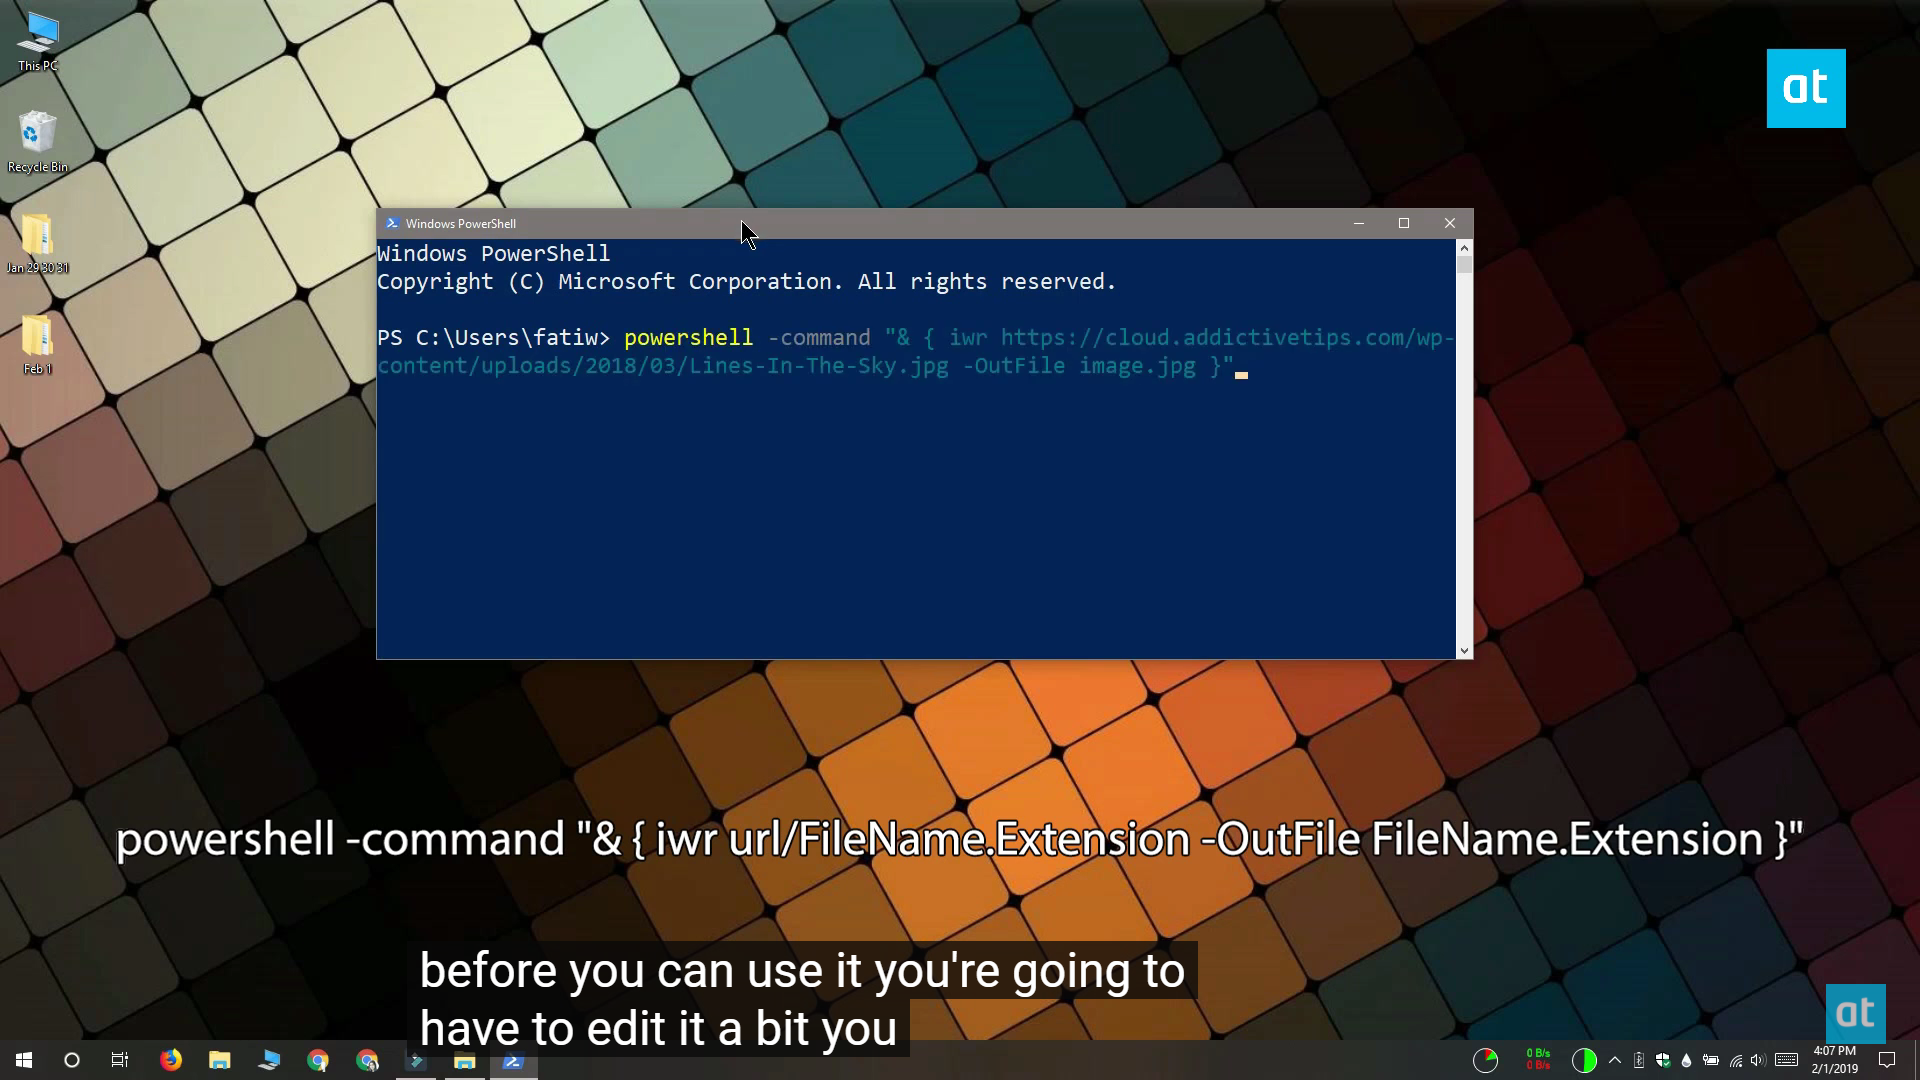 This PC
at
Recycle Bin
Windows PowerShell
Windows PowerShell
Copyright (C) Microsoft Corporation. All rights reserved.
Jan 29 30 31
PS C:\Users\fatiw> powershell -command "& { iwr https://cloud.addictivetips.com/wp-
content/uploads/2018/03/Lines-In-The-Sky.jpg -OutFile image.jpg }"
Feb 1
powershell -command "& { iwr url/FileName.Extension -OutFile FileName.Extension }"
before you can use it you're going to
have to edit it a bit you
at
0 B/s
0 B/s
4:07 PM
2/1/2019